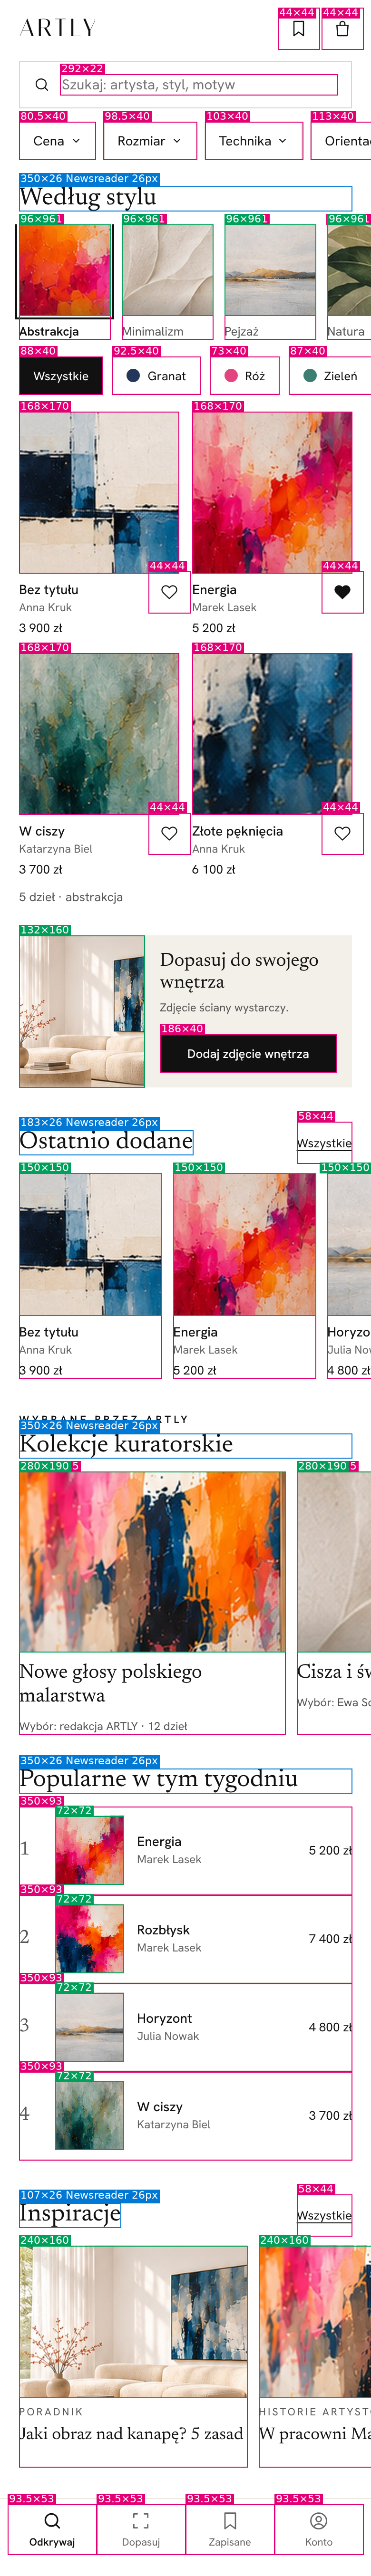 ARTLY
44×44 44×44
292×22
Szukaj: artysta, styl, motyw
80.5×40 98.5×40 103×40 113×40
Cena Rozmiar Technika Orienta
350×26 Newsreader 26px
Według stylu
96×96 96×96 96×96 96×96
Abstrakcja Minimalizm Pejzaż Natura
88×40 92.5×40 73×40 87×40
Wszystkie Granat Róż Zieleń
168×170 168×170
44×44 44×44
Bez tytułu Energia
Anna Kruk Marek Lasek
3 900 zł 5 200 zł
168×170 168×170
44×44 44×44
W ciszy Złote pęknięcia
Katarzyna Biel Anna Kruk
3 700 zł 6 100 zł
5 dzieł · abstrakcja
132×160
Dopasuj do swojego
wnętrza
Zdjęcie ściany wystarczy.
186×40
Dodaj zdjęcie wnętrza
183×26 Newsreader 26px 58×44
Ostatnio dodane Wszystkie
150×150 150×150 150×150
Bez tytułu Energia Horyzo
Anna Kruk Marek Lasek Julia Now
3 900 zł 5 200 zł 4 800 zł
WYBRANE PRZEZ ARTLY
350×26 Newsreader 26px
Kolekcje kuratorskie
280×190 5 280×190 5
Nowe głosy polskiego Cisza i św
malarstwa
Wybór: redakcja ARTLY · 12 dzieł Wybór: Ewa So
350×26 Newsreader 26px
Popularne w tym tygodniu
350×93
72×72
1 Energia 5 200 zł
Marek Lasek
350×93
72×72
2 Rozbłysk 7 400 zł
Marek Lasek
350×93
72×72
3 Horyzont 4 800 zł
Julia Nowak
350×93
72×72
4 W ciszy 3 700 zł
Katarzyna Biel
107×26 Newsreader 26px 58×44
Inspiracje Wszystkie
240×160 240×160
PORADNIK HISTORIE ARTYST
Jaki obraz nad kanapę? 5 zasad W pracowni Ma
93.5×53 93.5×53 93.5×53 93.5×53
Odkrywaj Dopasuj Zapisane Konto